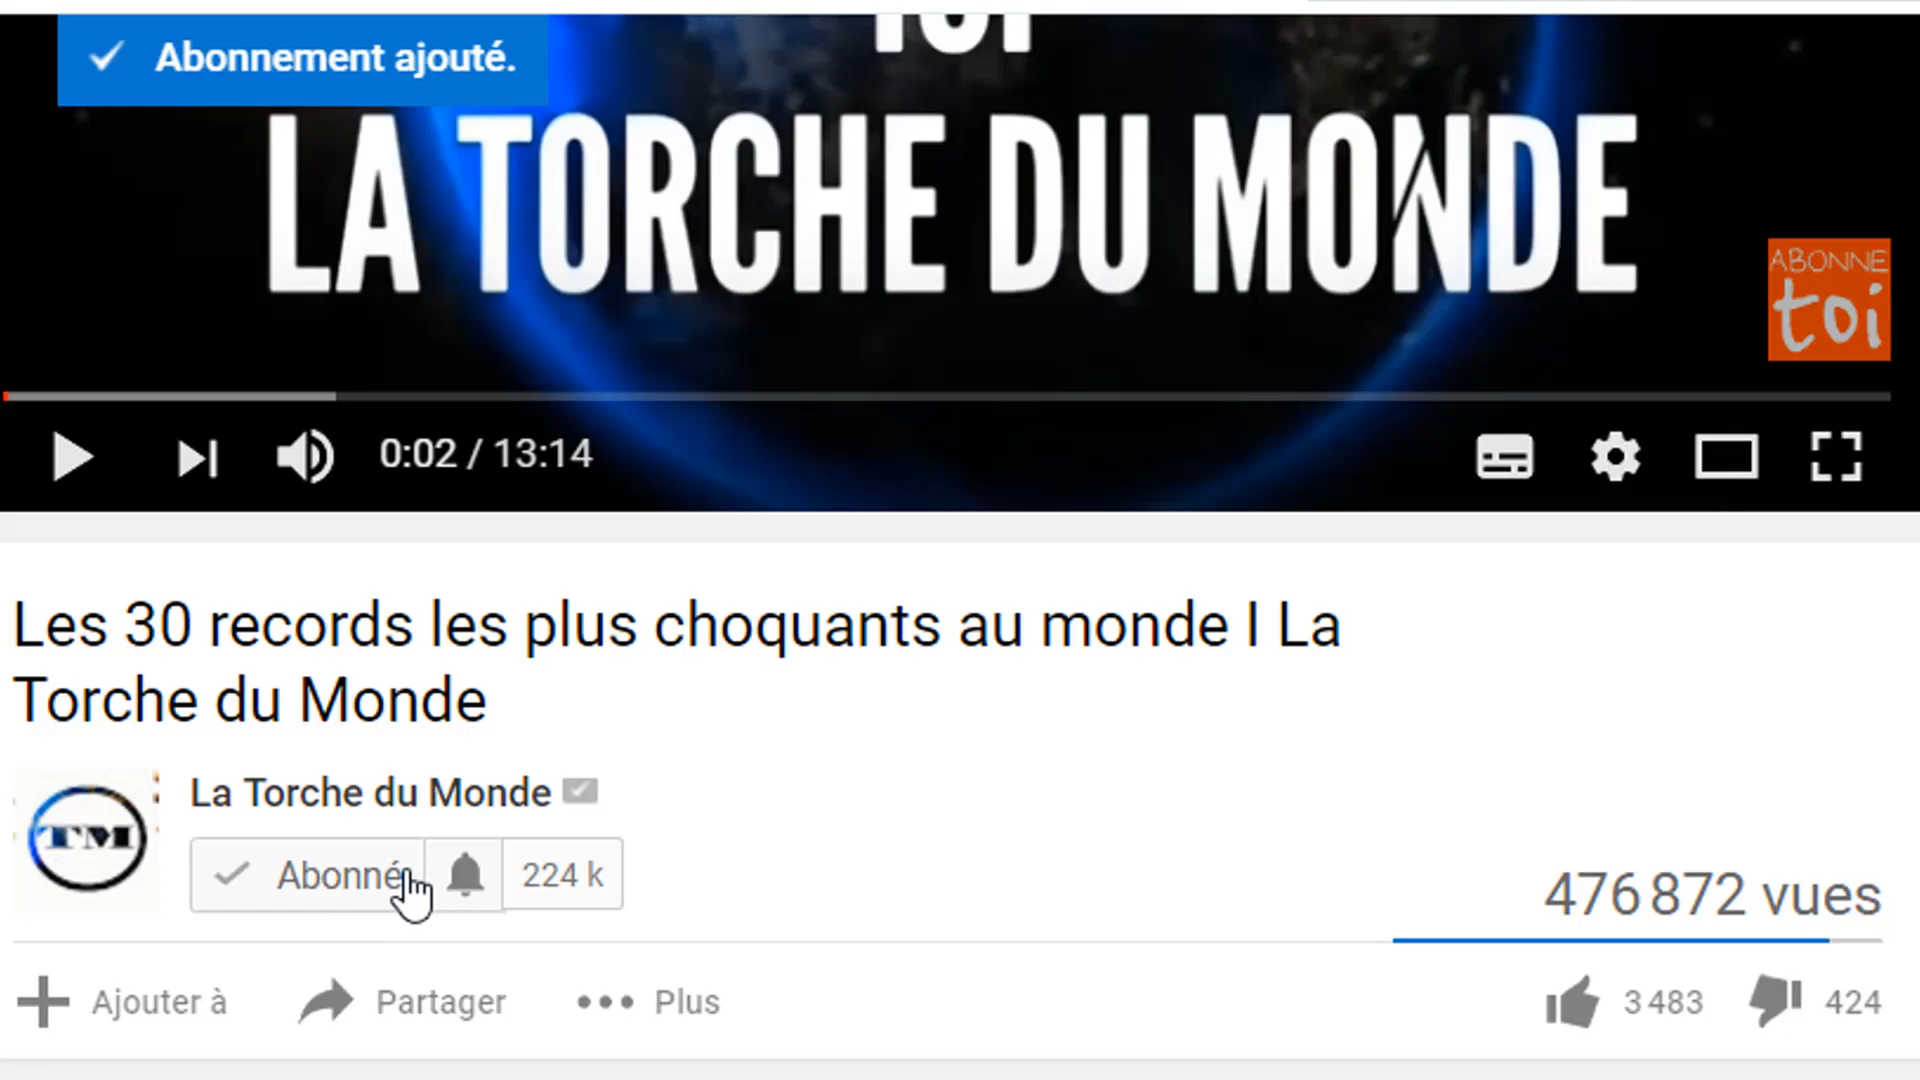 Abonnement ajouté.
LA TORCHE DU MONDE
ABONNE
toi
0:02 / 13:14
Les 30 records les plus choquants au monde I La
Torche du Monde
TM
La Torche du Monde
Abonné
224 k
476 872 vues
Ajouter à
Partager
Plus
3 483
424